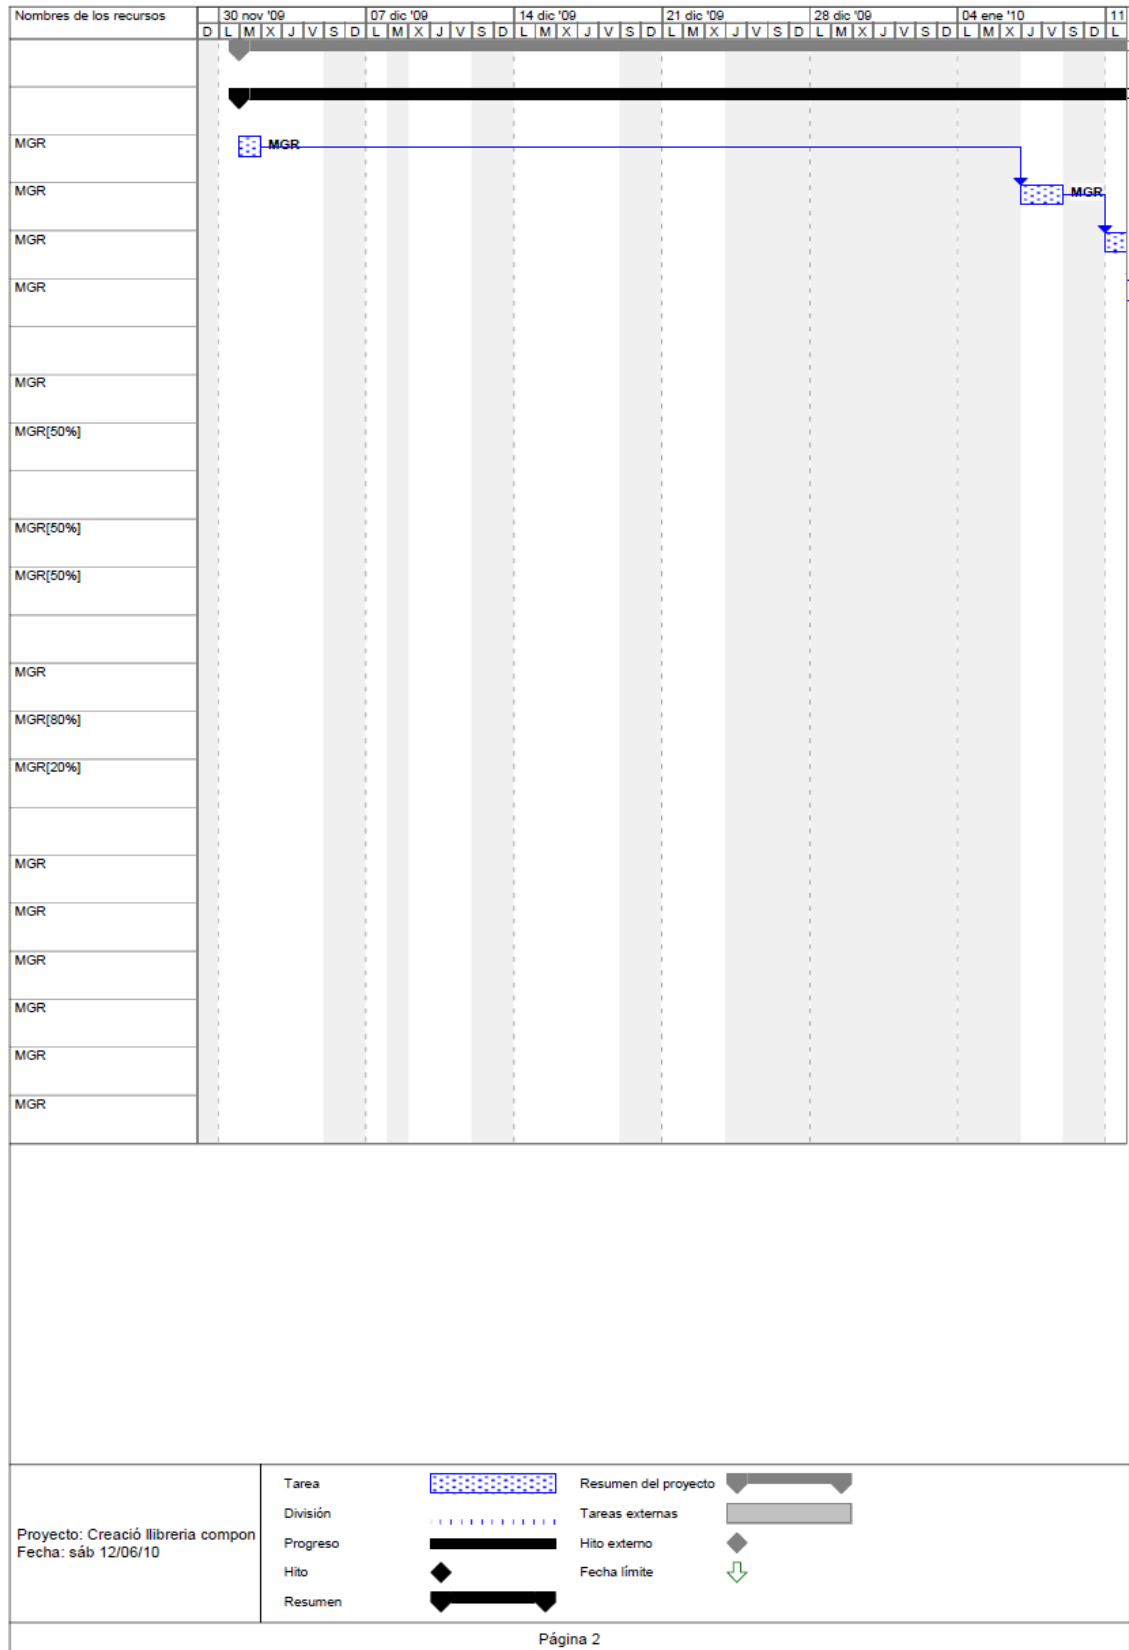 Nombres de los recursos
30 nov '09 07 dic '09 14 dic '09 21 dic '09 28 dic '09 04 ene '10 11
D L M X J V S D L M X J V S D L M X J V S D L M X J V S D L M X J V S D L M X J V S D L
MGR MGR
MGR MGR
MGR
MGR
MGR
MGR[50%]
MGR[50%]
MGR[50%]
MGR
MGR[80%]
MGR[20%]
MGR
MGR
MGR
MGR
MGR
MGR
Proyecto: Creació llibreria compon
Fecha: sáb 12/06/10
Tarea
División
Progreso
Hito
Resumen
Resumen del proyecto
Tareas externas
Hito externo
Fecha límite
Página 2